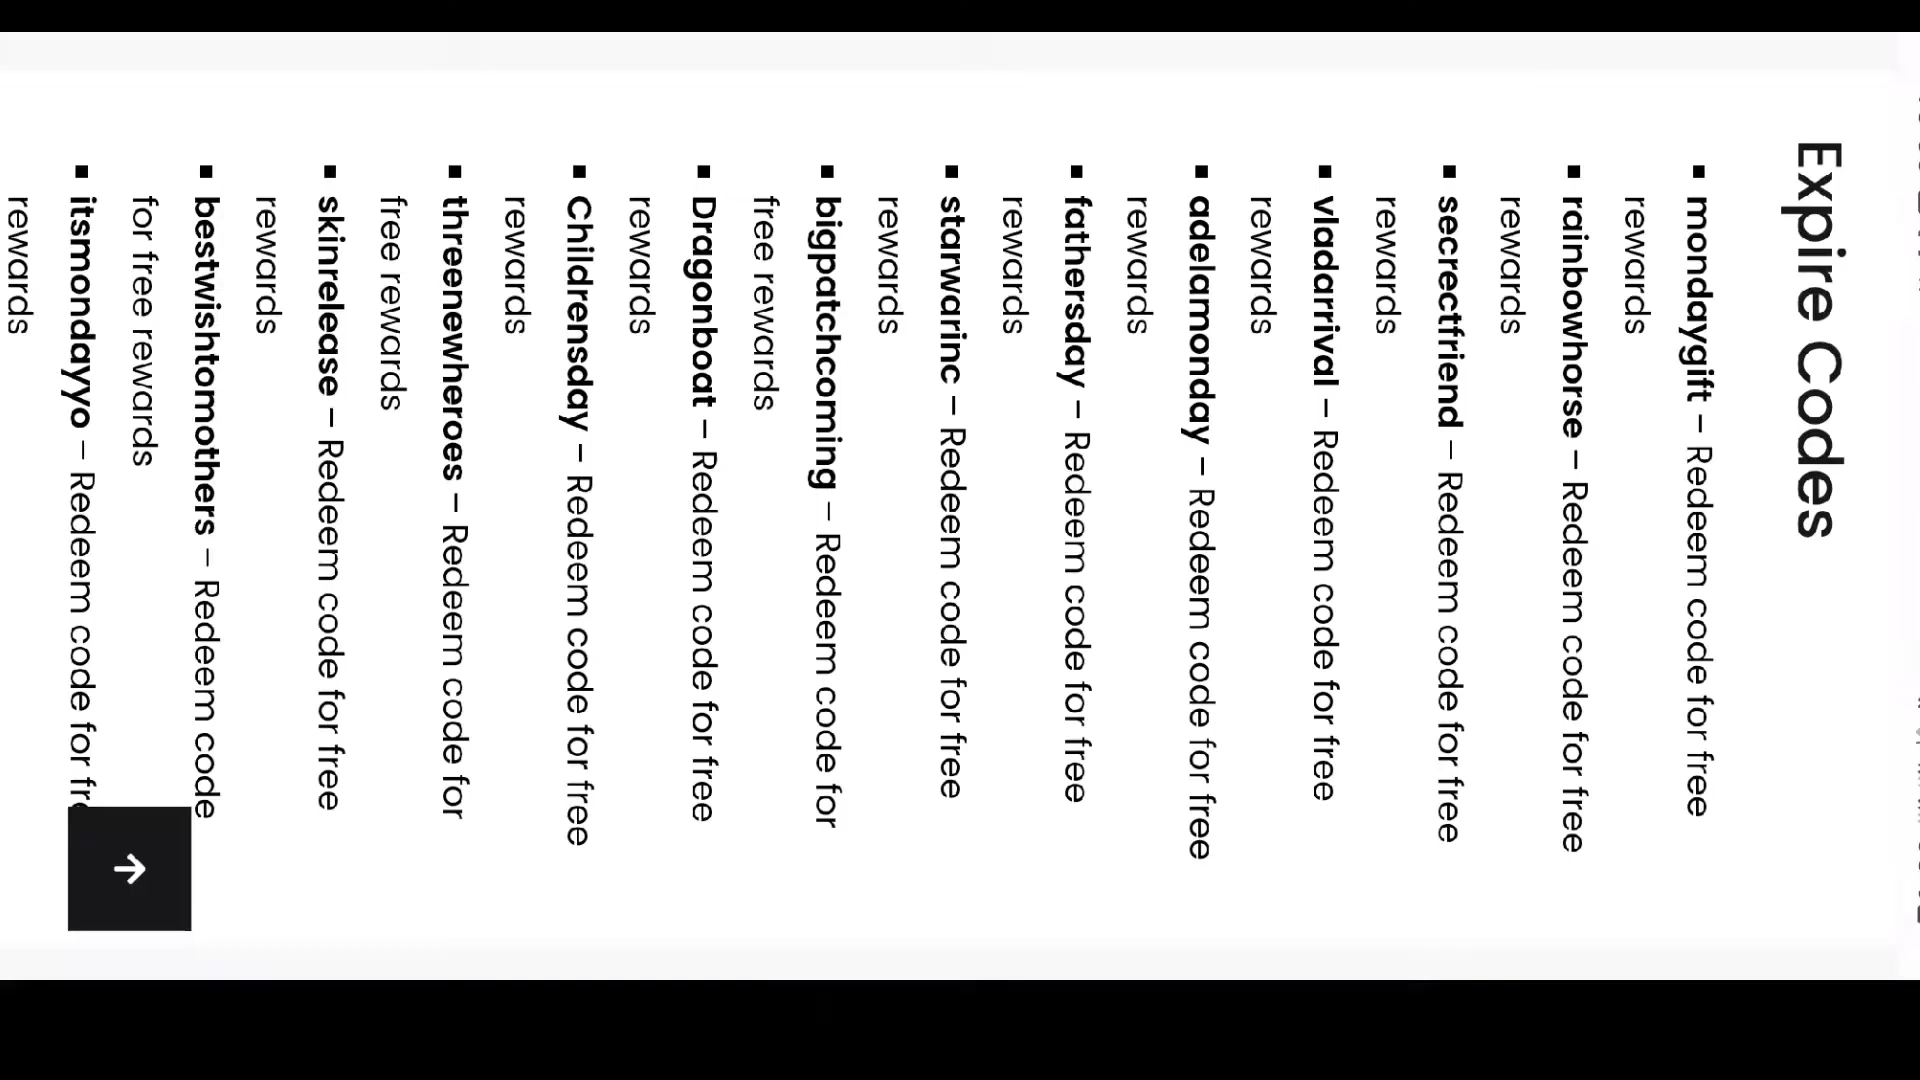 Expire Codes
▪ mondaygift – Redeem code for free
rewards
▪ rainbowhorse – Redeem code for free
rewards
▪ secrectfriend – Redeem code for free
rewards
▪ vladarrival – Redeem code for free
rewards
▪ adelamonday – Redeem code for free
rewards
▪ fathersday – Redeem code for free
rewards
▪ starwarinc – Redeem code for free
rewards
▪ bigpatchcoming – Redeem code for
free rewards
▪ Dragonboat – Redeem code for free
rewards
▪ Childrensday – Redeem code for free
rewards
▪ threenewheroes – Redeem code for
free rewards
▪ skinrelease – Redeem code for free
rewards
▪ bestwishtomothers – Redeem code
for free rewards
▪ itsmondayyo – Redeem code for
rewards